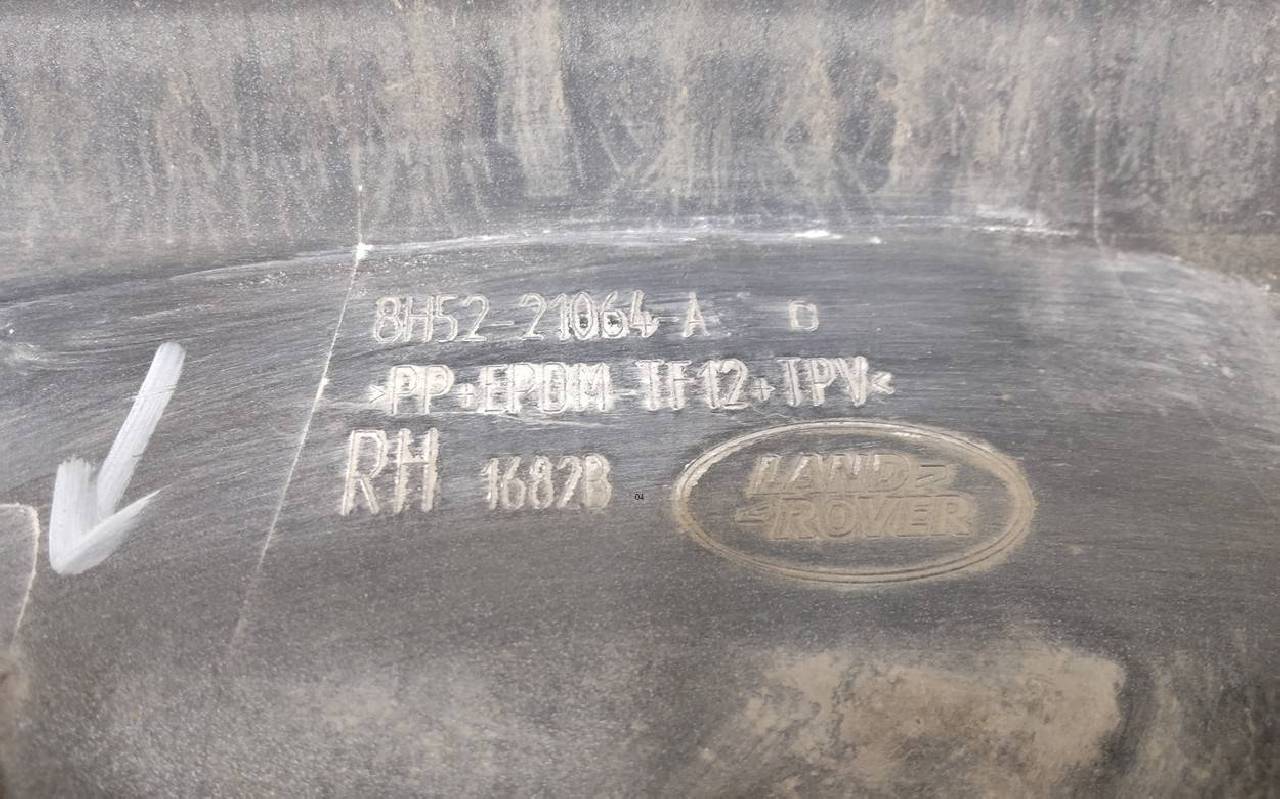 8H52-21064-A D
>PP+EPDM-TF12+TPV<
RH 1682B
LAND
ROVER